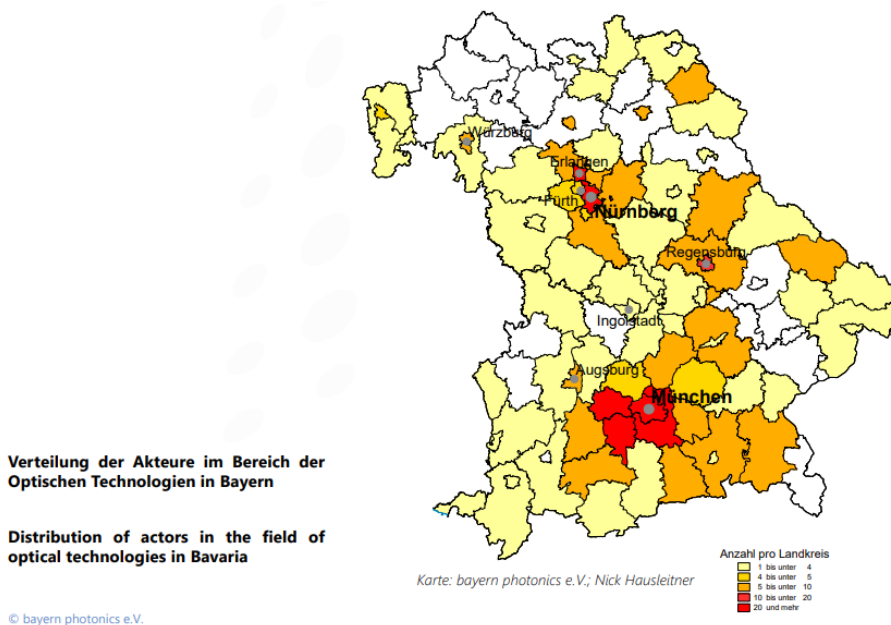 Würzburg
Erlangen
Fürth
Nürnberg
Regensburg
Ingolstadt
Augsburg
München
Verteilung der Akteure im Bereich der
Optischen Technologien in Bayern
Distribution of actors in the field of
optical technologies in Bavaria
Karte: bayern photonics e.V.; Nick Hausleitner
Anzahl pro Landkreis
1 bis unter 4
4 bis unter 5
5 bis unter 10
10 bis unter 20
20 und mehr
© bayern photonics e.V.